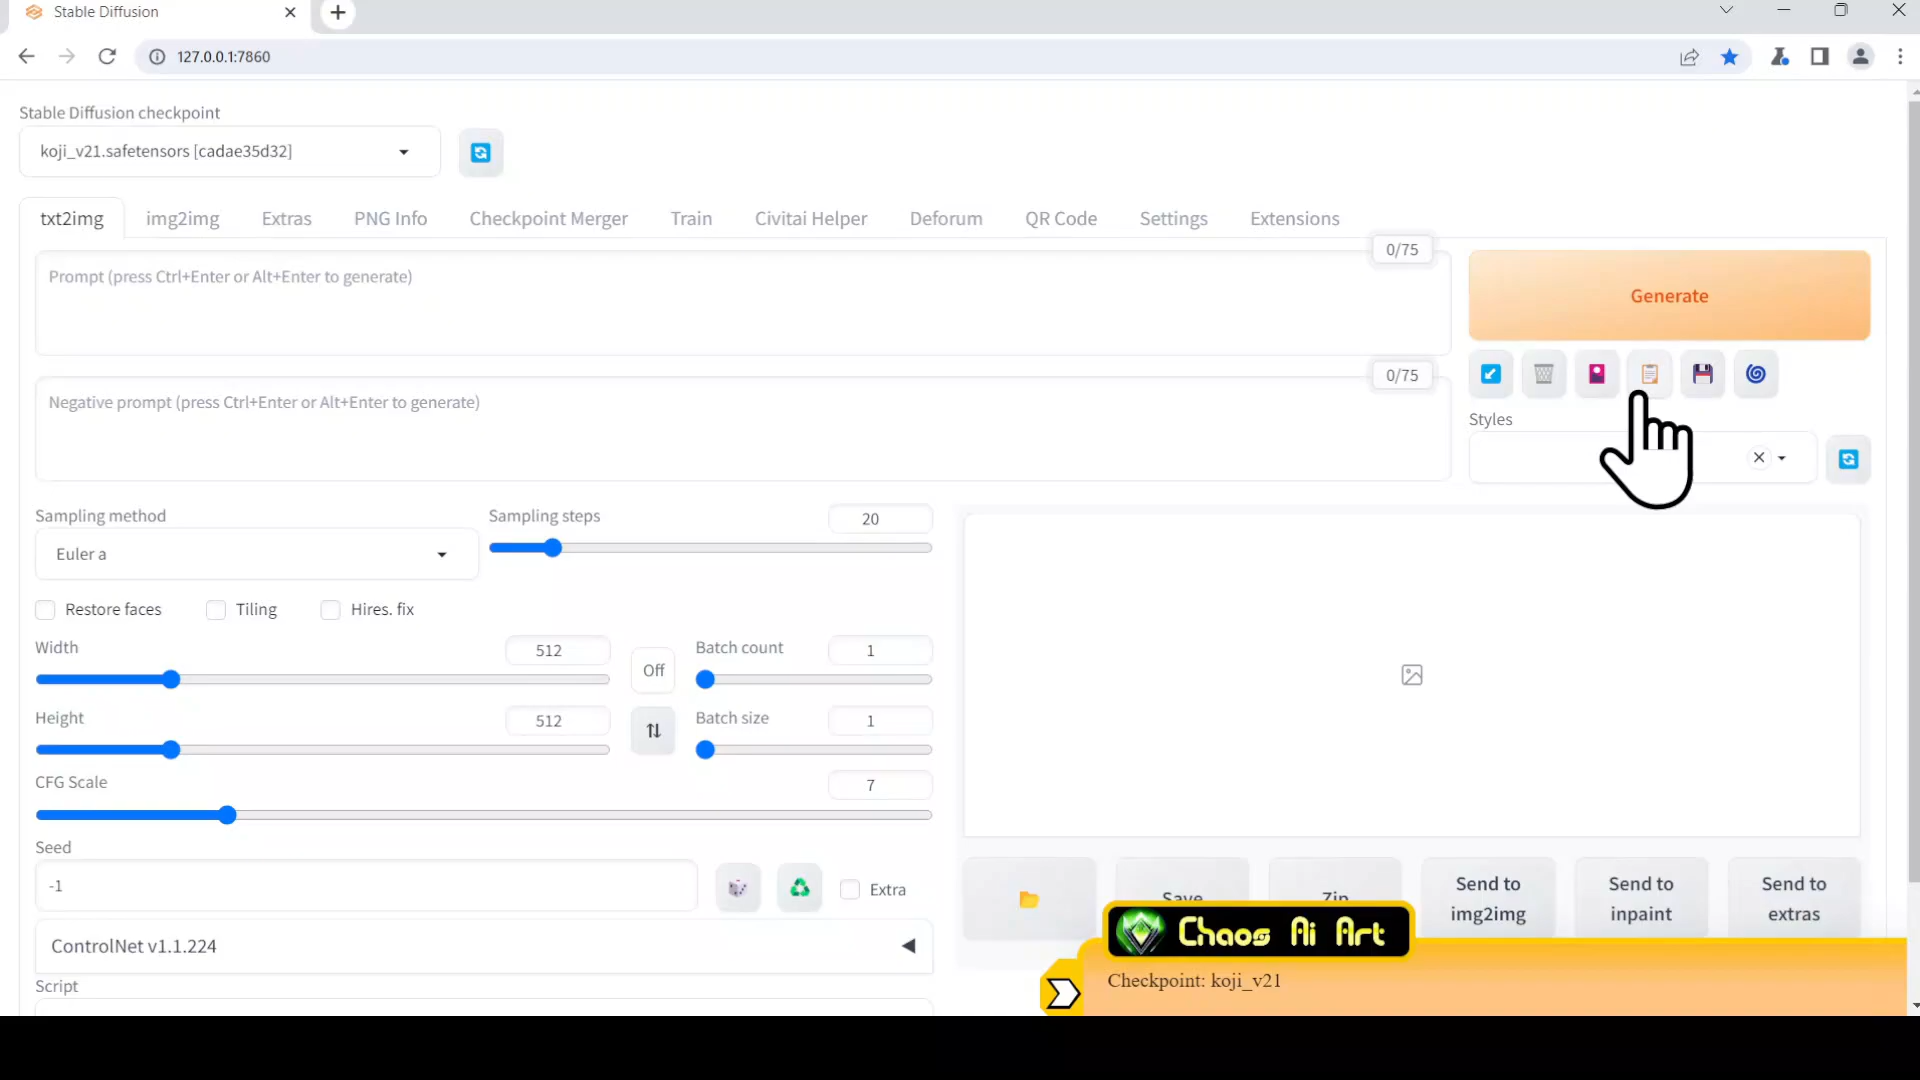 Stable Diffusion
127.0.0.1:7860
Stable Diffusion checkpoint
koji_v21.safetensors [cadae35d32]
txt2img img2img Extras PNG Info Checkpoint Merger Train Civitai Helper Deforum QR Code Settings Extensions
0/75
Prompt (press Ctrl+Enter or Alt+Enter to generate)
Generate
0/75
Negative prompt (press Ctrl+Enter or Alt+Enter to generate)
Styles
Sampling method
Euler a
Sampling steps
20
Restore faces Tiling Hires. fix
Width
512
Off
Batch count
1
Height
512
Batch size
1
CFG Scale
7
Seed
-1
Extra
Save
Zip
Send to
img2img
Send to
inpaint
Send to
extras
ControlNet v1.1.224
Script
Chaos Ai Art
Checkpoint: koji_v21